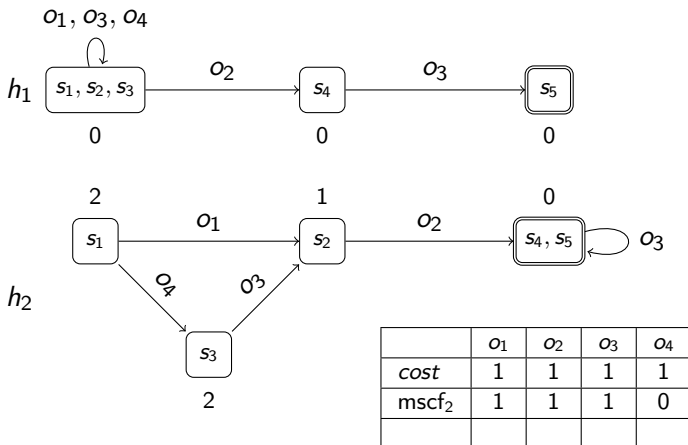 o₁, o₃, o₄
h₁ s₁, s₂, s₃ o₂ s₄ o₃ s₅
0 0 0
2 1 0
s₁ o₁ s₂ o₂ s₄, s₅ o₃
h₂ o₄ o₃
s₃
2
o₁ o₂ o₃ o₄
cost 1 1 1 1
mscf₂ 1 1 1 0